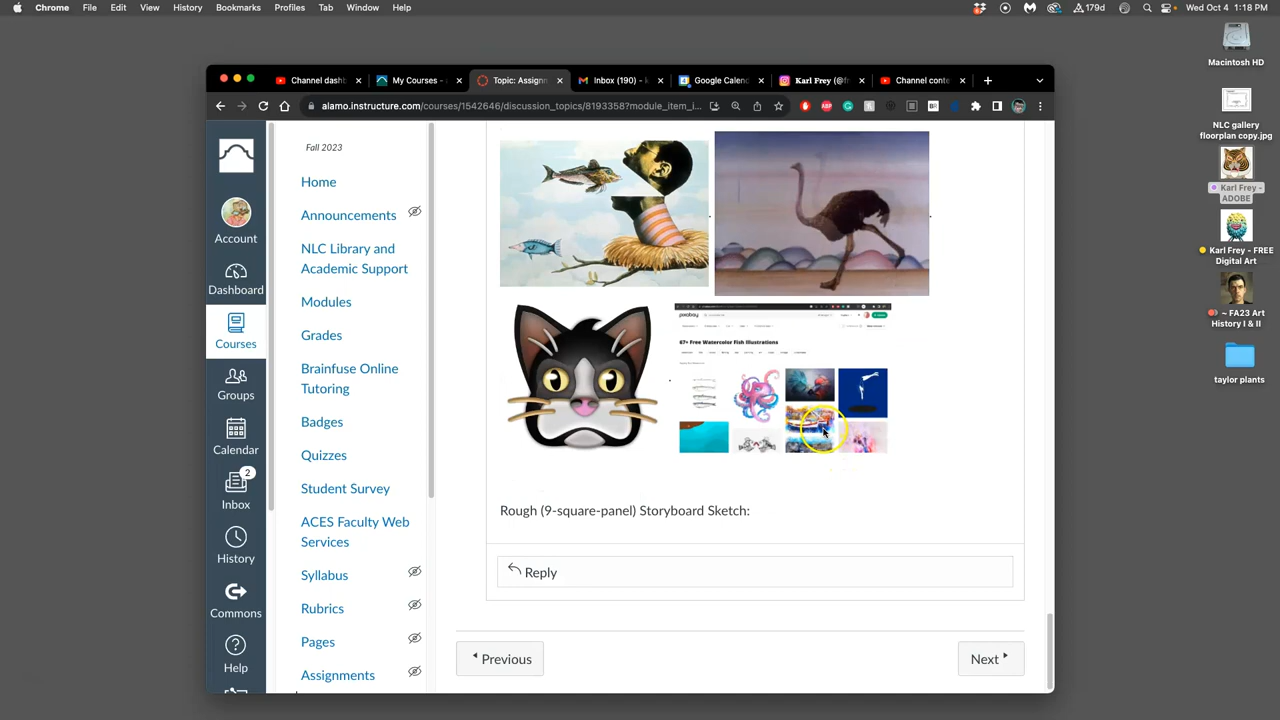 Chrome File Edit View History Bookmarks Profiles Tab Window Help
179d
Wed Oct 4 1:18 PM
Channel dashb
My Courses -
Topic: Assignm
Inbox (190) -
Google Calend
Karl Frey (@fr
Channel conte
alamo.instructure.com/courses/1542646/discussion_topics/8193358?module_item_i...
Account
Dashboard
Courses
Groups
Calendar
2
Inbox
History
Commons
Help
Fall 2023
Home
Announcements
NLC Library and
Academic Support
Modules
Grades
Brainfuse Online
Tutoring
Badges
Quizzes
Student Survey
ACES Faculty Web
Services
Syllabus
Rubrics
Pages
Assignments
pixabay
67+ Free Watercolor Fish Illustrations
Rough (9-square-panel) Storyboard Sketch:
Reply
Previous
Next
Macintosh HD
NLC gallery
floorplan copy.jpg
Karl Frey -
ADOBE
Karl Frey - FREE
Digital Art
~ FA23 Art
History I & II
taylor plants